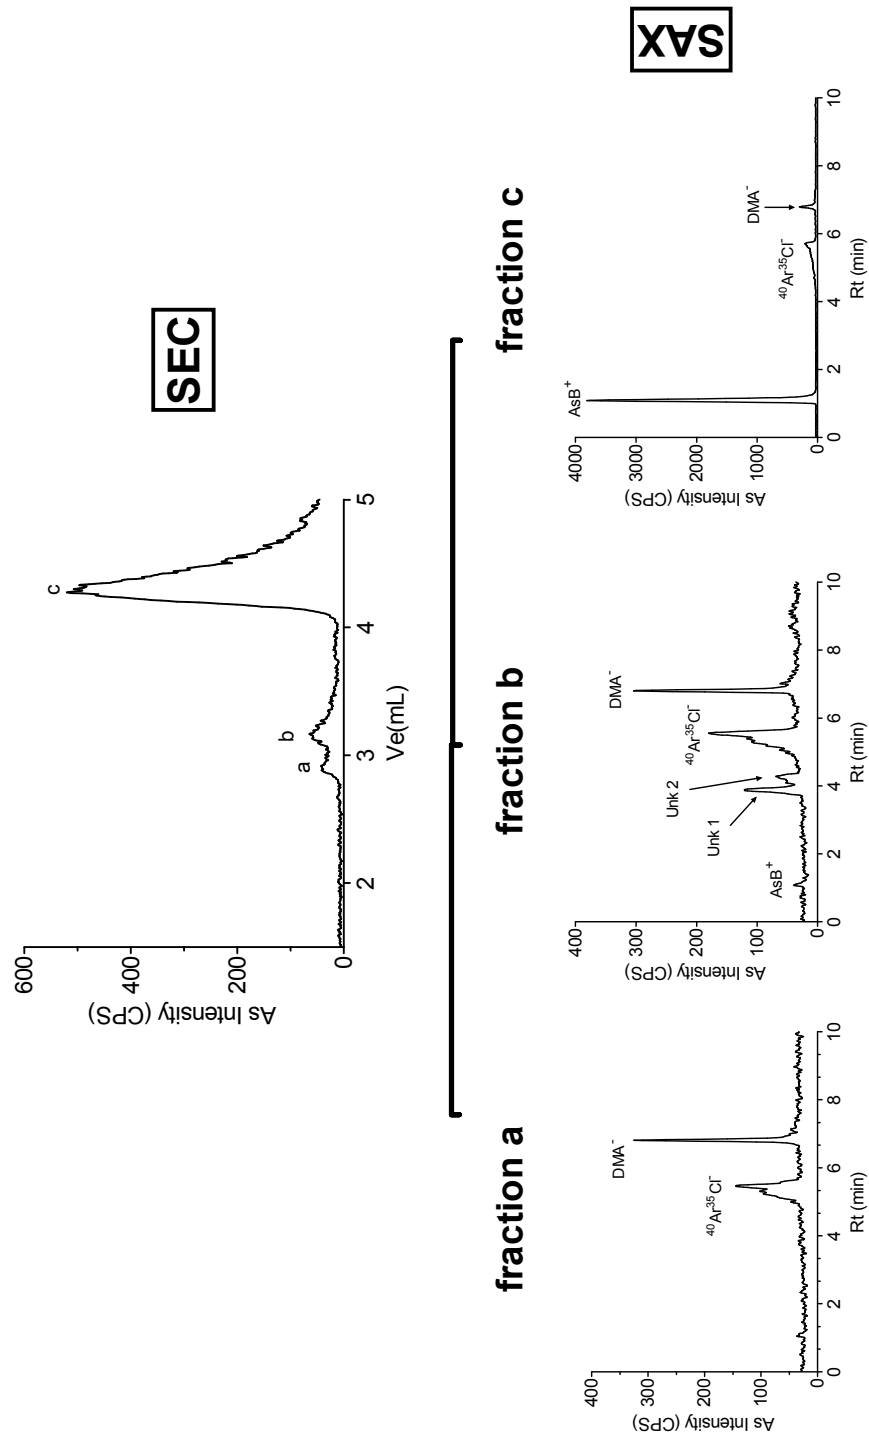 SEC
600
400
200
0
As Intensity (CPS)
a
b
c
2
3
4
5
Ve(mL)
fraction a
fraction b
fraction c
SAX
400
300
200
100
0
As Intensity (CPS)
⁴⁰Ar³⁵Cl⁻
DMA⁻
0
2
4
6
8
10
Rt (min)
400
300
200
100
0
As Intensity (CPS)
AsB⁺
Unk 1
Unk 2
⁴⁰Ar³⁵Cl⁻
DMA⁻
0
2
4
6
8
10
Rt (min)
4000
3000
2000
1000
0
As Intensity (CPS)
AsB⁺
⁴⁰Ar³⁵Cl⁻
DMA⁻
0
2
4
6
8
10
Rt (min)